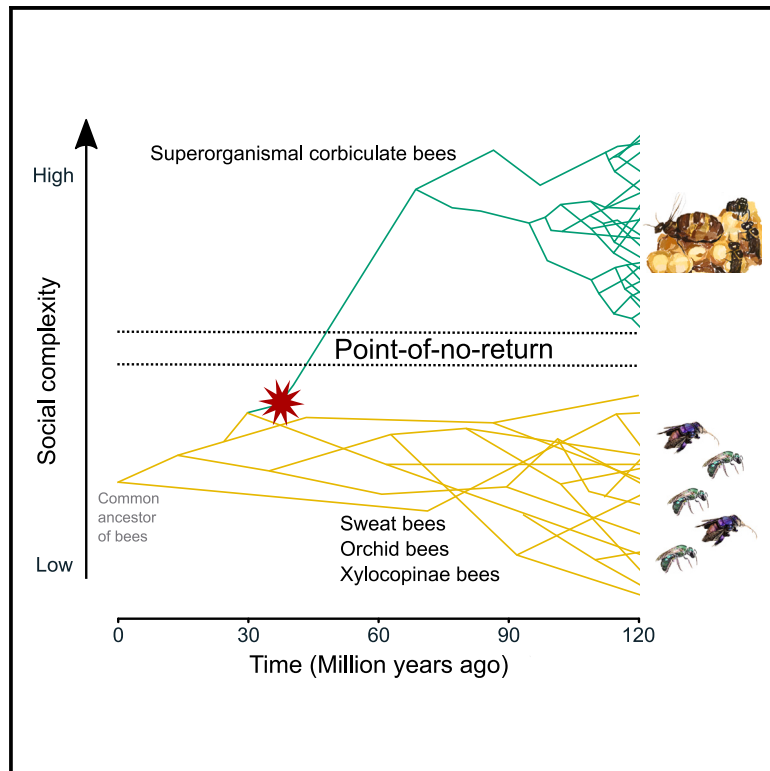 Superorganismal corbiculate bees
High
Point-of-no-return
Social complexity
Common
ancestor
of bees
Sweat bees
Orchid bees
Xylocopinae bees
Low
0 30 60 90 120
Time (Million years ago)